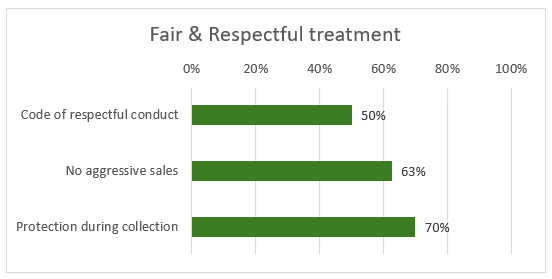 Fair & Respectful treatment
0% 20% 40% 60% 80% 100%
Code of respectful conduct 50%
No aggressive sales 63%
Protection during collection 70%